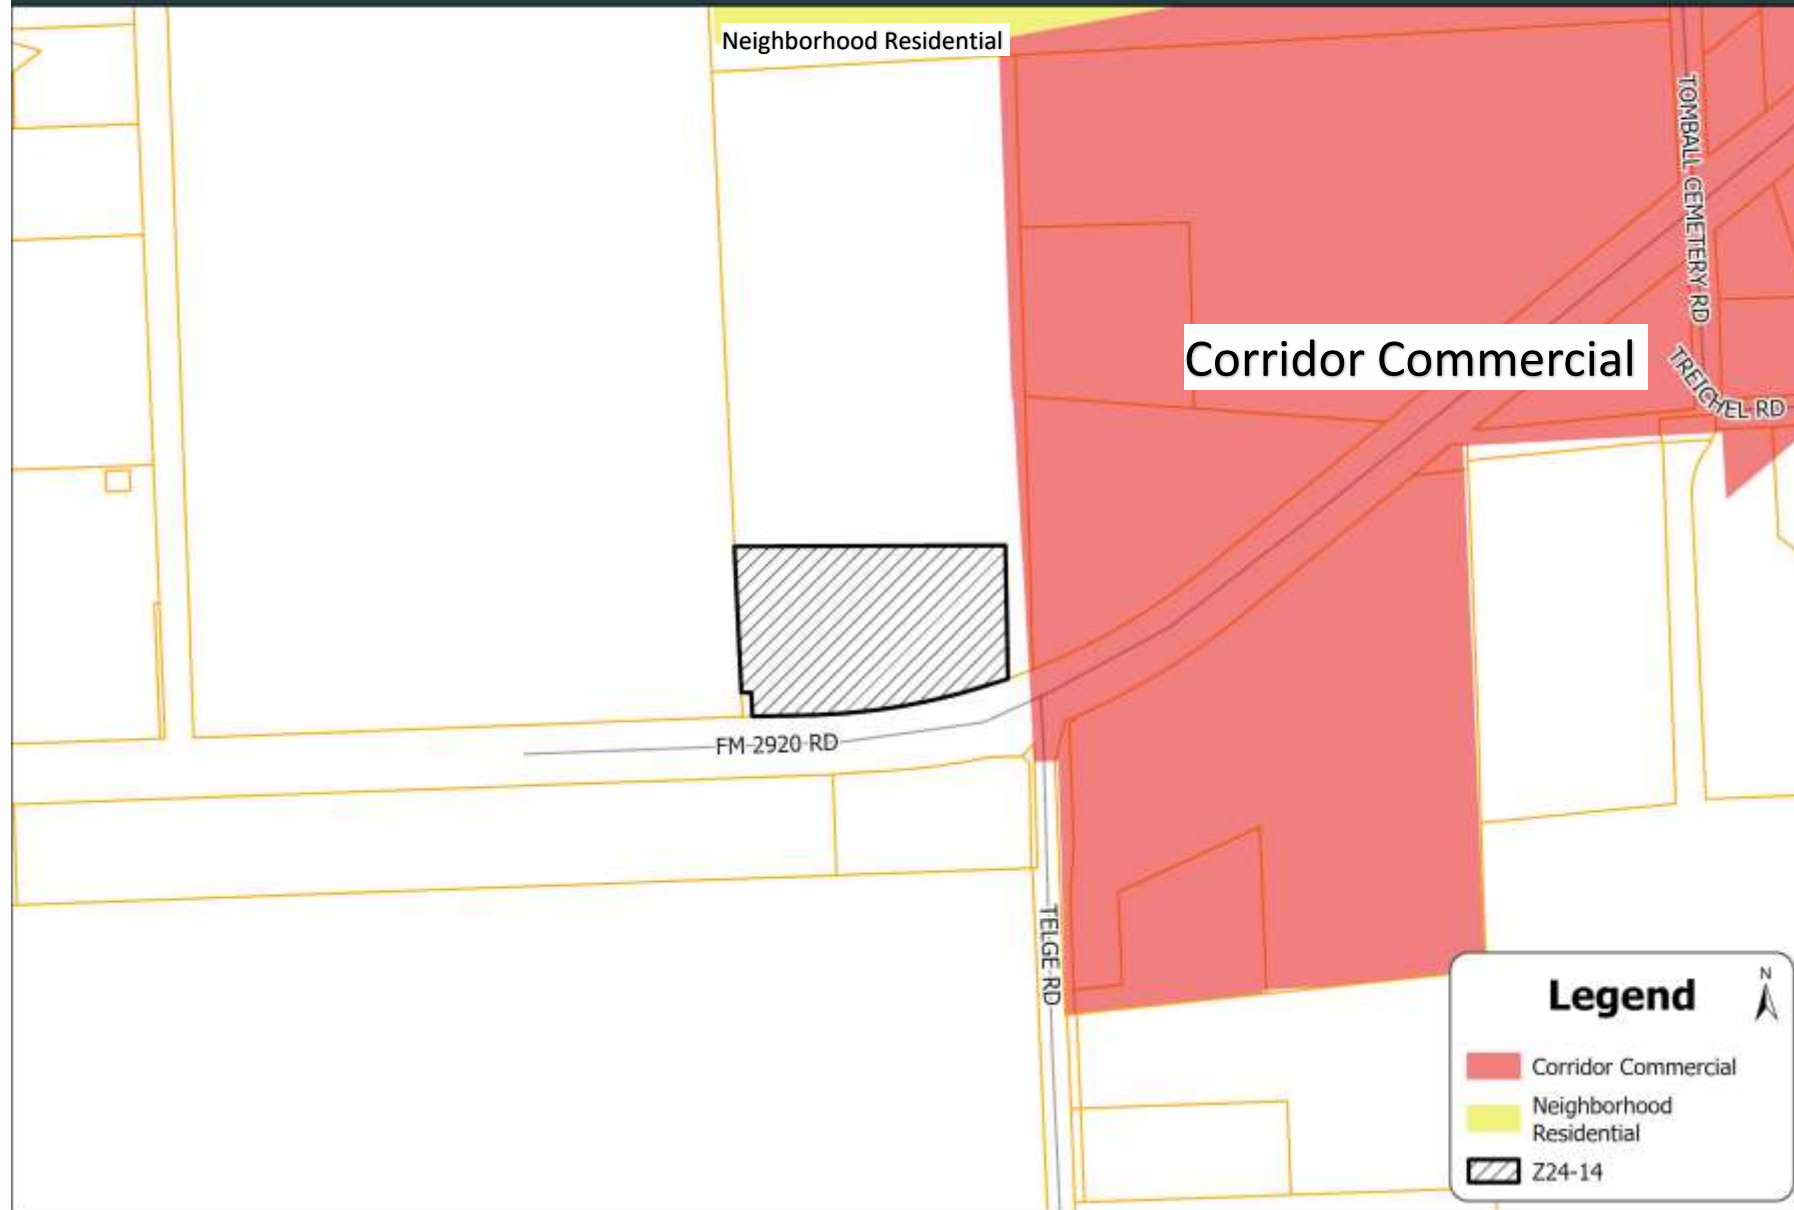 Neighborhood Residential
TOMBALL CEMETERY RD
Corridor Commercial
TREICHEL RD
FM 2920 RD
TELGE RD
Legend
N
Corridor Commercial
Neighborhood
Residential
Z24-14